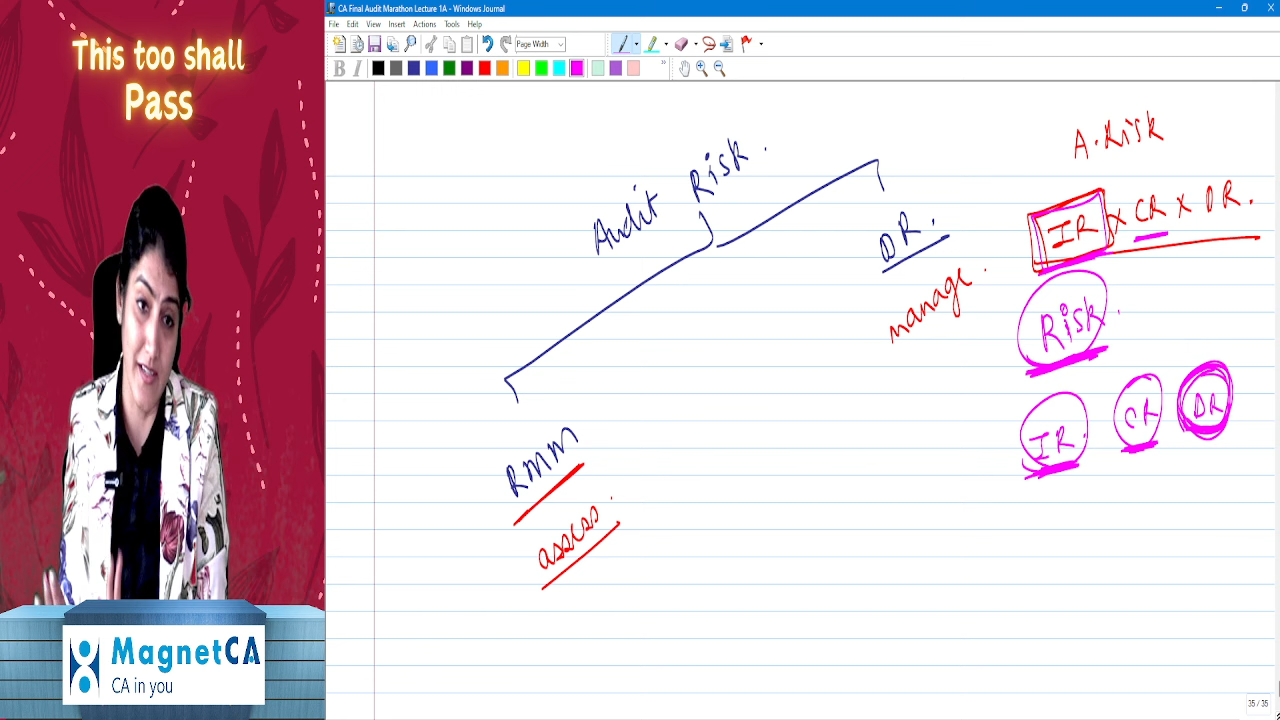 This too shall
Pass
CA Final Audit Marathon Lecture 1A - Windows Journal
File Edit View Insert Actions Tools Help
Page Width
B I
Audit Risk.
DR.
manage.
RMM
assess.
A. Risk
IR x CR x DR.
Risk.
IR. CR DR
MagnetCA
CA in you
35 / 35